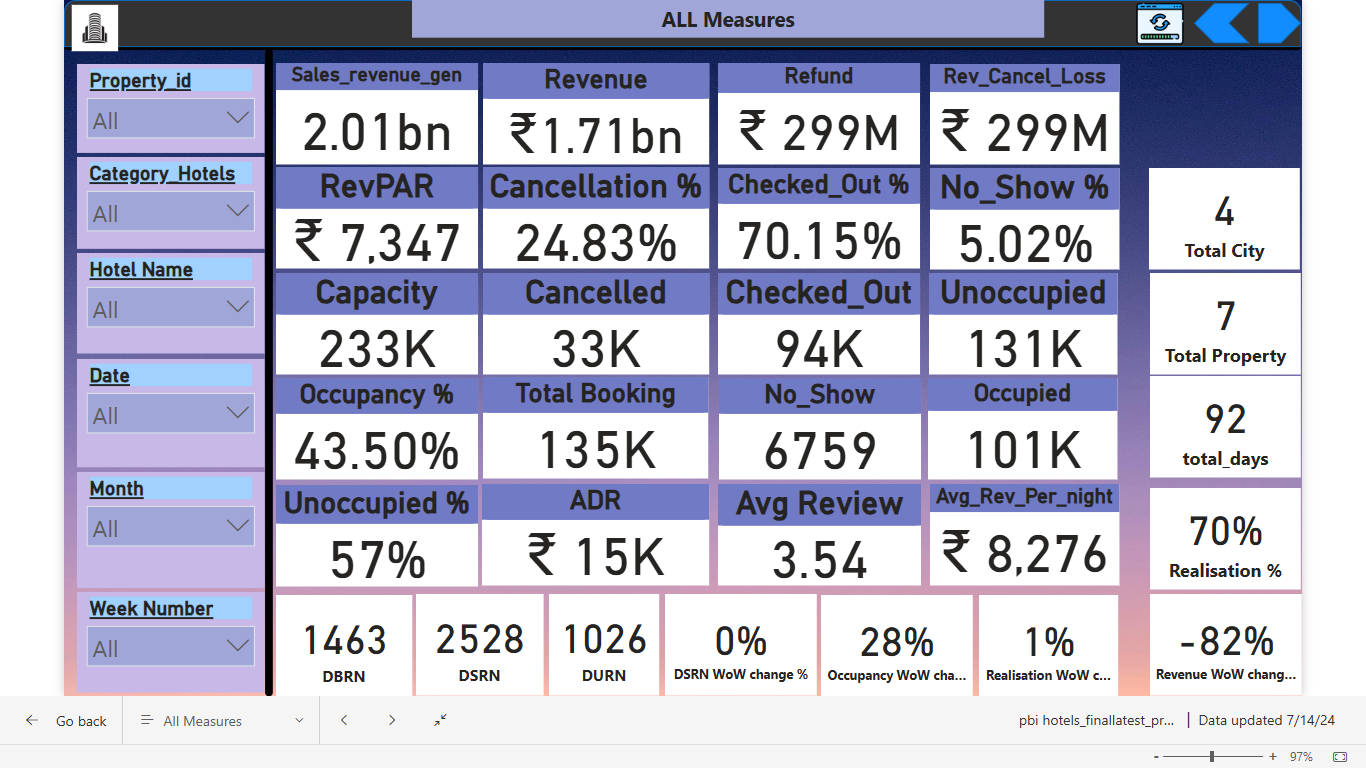 ALL Measures
Property_id
All
Category_Hotels
All
Hotel Name
All
Date
All
Month
All
Week Number
All
Sales_revenue_gen
2.01bn
Revenue
₹1.71bn
Refund
₹ 299M
Rev_Cancel_Loss
₹ 299M
RevPAR
₹ 7,347
Cancellation %
24.83%
Checked_Out %
70.15%
No_Show %
5.02%
Capacity
233K
Cancelled
33K
Checked_Out
94K
Unoccupied
131K
Occupancy %
43.50%
Total Booking
135K
No_Show
6759
Occupied
101K
Unoccupied %
57%
ADR
₹ 15K
Avg Review
3.54
Avg_Rev_Per_night
₹ 8,276
4
Total City
7
Total Property
92
total_days
70%
Realisation %
1463
DBRN
2528
DSRN
1026
DURN
0%
DSRN WoW change %
28%
Occupancy WoW cha...
1%
Realisation WoW c...
-82%
Revenue WoW chang...
Go back
All Measures
pbi hotels_finallatest_pr... | Data updated 7/14/24
- + 97%